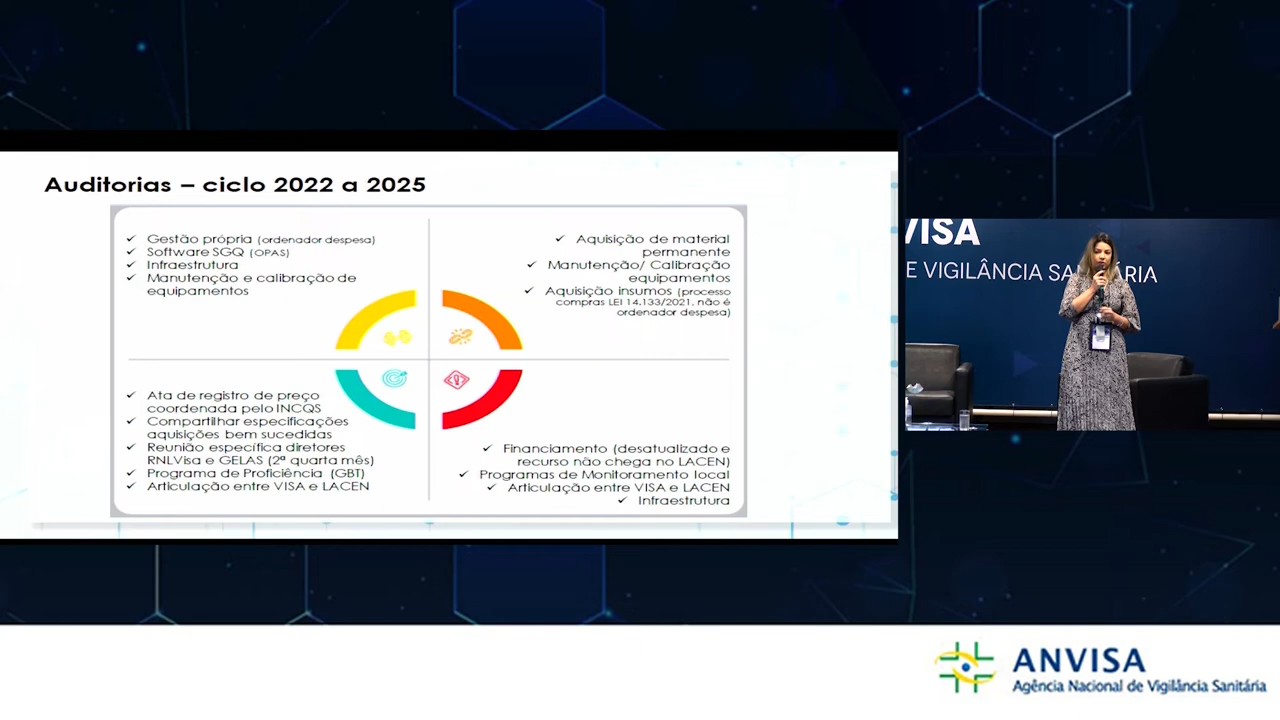 Auditorias – ciclo 2022 a 2025
✓ Gestão própria (ordenador despesa)
✓ Software SGQ (OPAS)
✓ Infraestrutura
✓ Manutenção e calibração de
equipamentos
✓ Aquisição de material
permanente
✓ Manutenção/ Calibração
equipamentos
✓ Aquisição insumos (processo
compras LEI 14.133/2021, não é
ordenador despesa)
✓ Ata de registro de preço
coordenada pelo INCQS
✓ Compartilhar especificações
aquisições bem sucedidas
✓ Reunião específica diretores
RNLVisa e GELAS (2ª quarta mês)
✓ Programa de Proficiência (GBT)
✓ Articulação entre VISA e LACEN
✓ Financiamento (desatualizado e
recurso não chega no LACEN)
✓ Programas de Monitoramento local
✓ Articulação entre VISA e LACEN
✓ Infraestrutura
VISA
E VIGILÂNCIA SA ÁRIA
ANVISA
Agência Nacional de Vigilância Sanitária